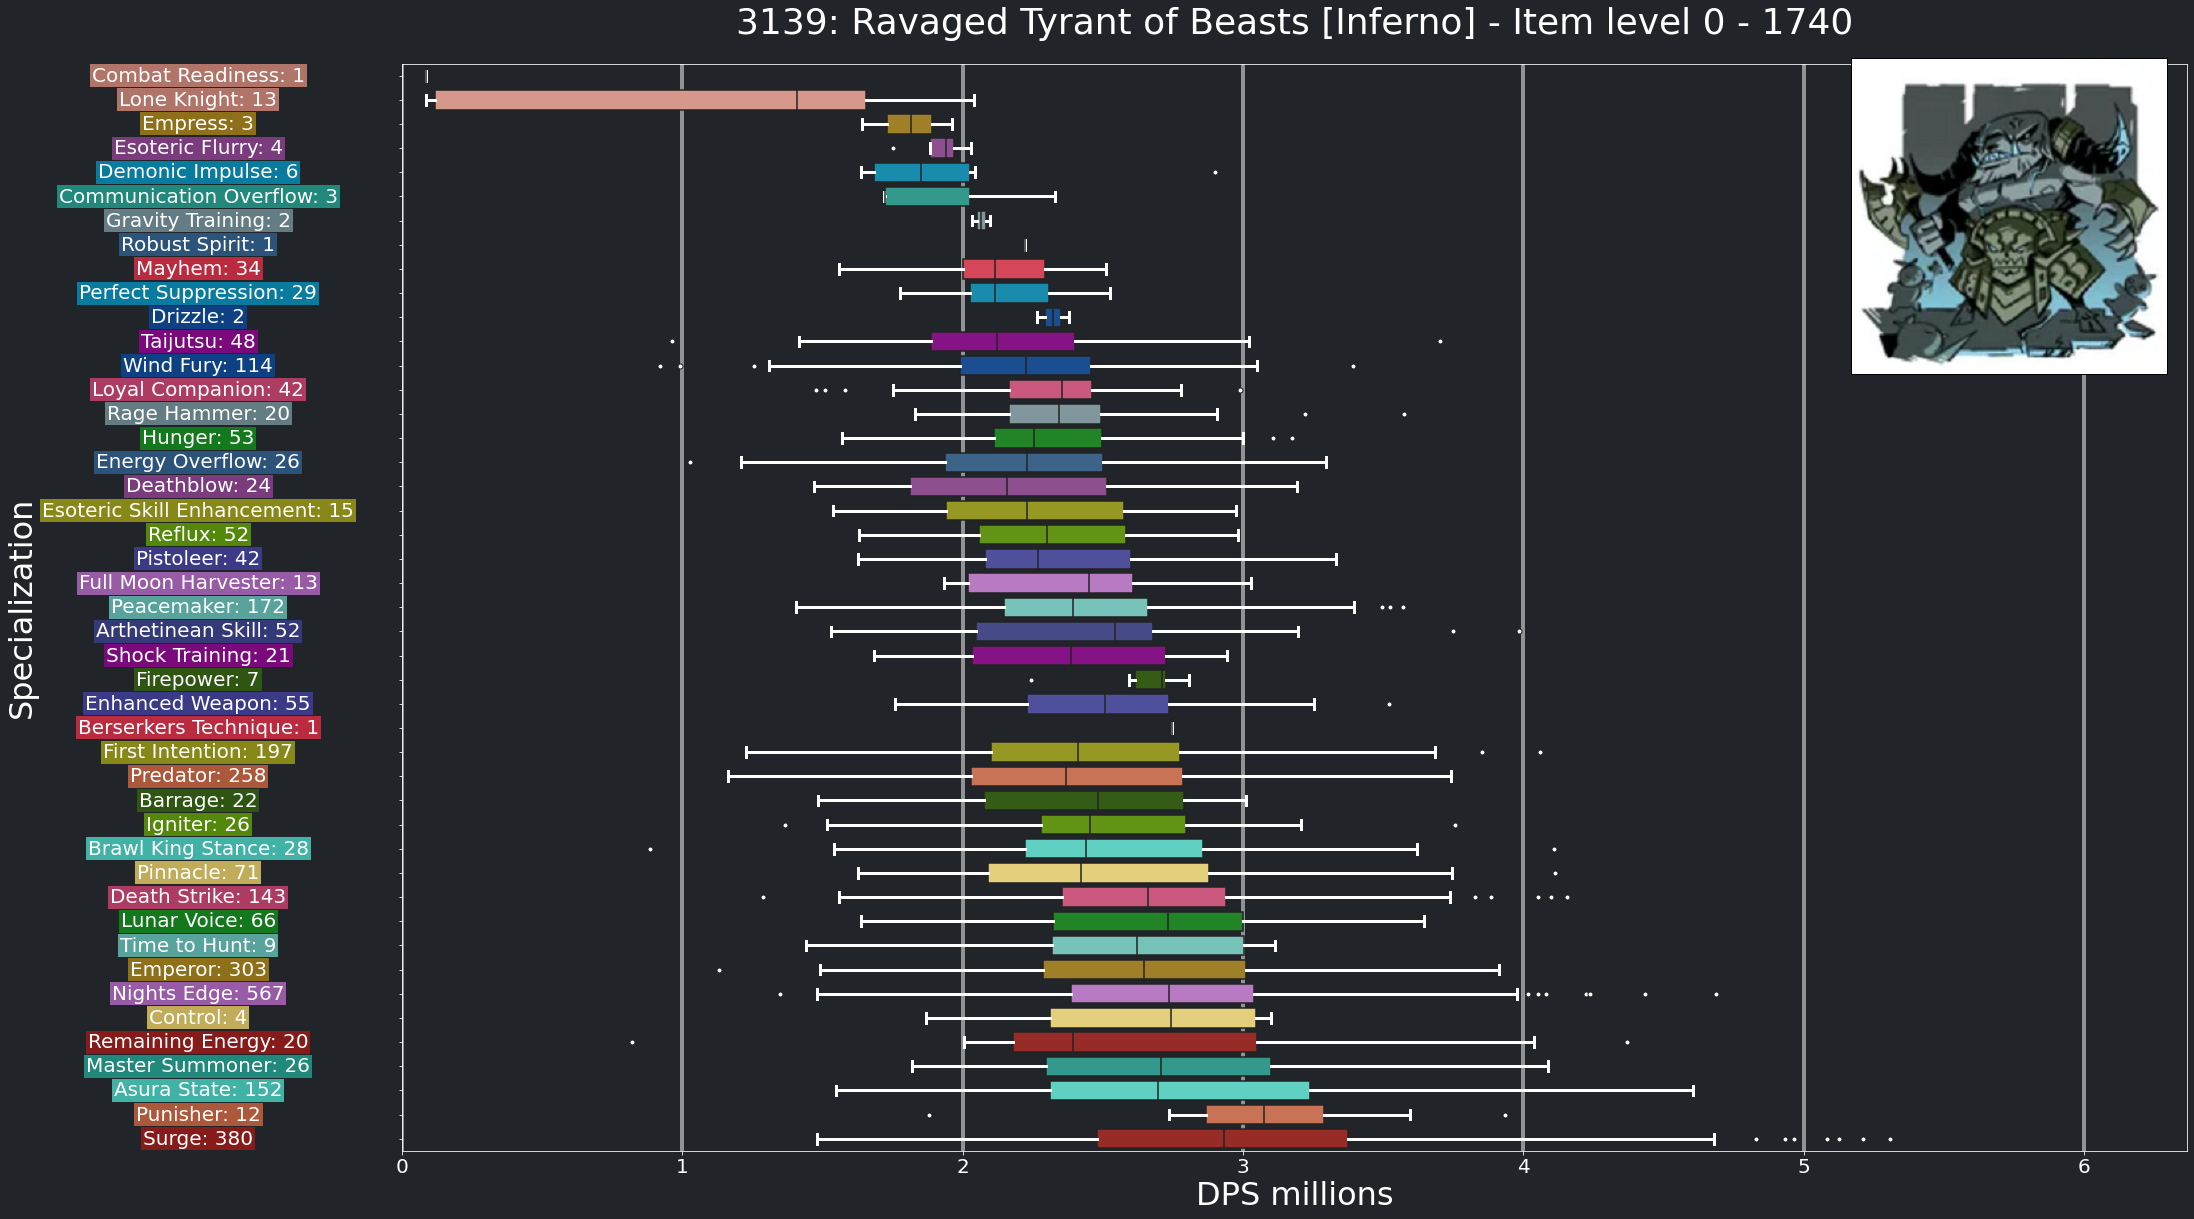 3139: Ravaged Tyrant of Beasts [Inferno] - Item level 0 - 1740
Specialization
Combat Readiness: 1
Lone Knight: 13
Empress: 3
Esoteric Flurry: 4
Demonic Impulse: 6
Communication Overflow: 3
Gravity Training: 2
Robust Spirit: 1
Mayhem: 34
Perfect Suppression: 29
Drizzle: 2
Taijutsu: 48
Wind Fury: 114
Loyal Companion: 42
Rage Hammer: 20
Hunger: 53
Energy Overflow: 26
Deathblow: 24
Esoteric Skill Enhancement: 15
Reflux: 52
Pistoleer: 42
Full Moon Harvester: 13
Peacemaker: 172
Arthetinean Skill: 52
Shock Training: 21
Firepower: 7
Enhanced Weapon: 55
Berserkers Technique: 1
First Intention: 197
Predator: 258
Barrage: 22
Igniter: 26
Brawl King Stance: 28
Pinnacle: 71
Death Strike: 143
Lunar Voice: 66
Time to Hunt: 9
Emperor: 303
Nights Edge: 567
Control: 4
Remaining Energy: 20
Master Summoner: 26
Asura State: 152
Punisher: 12
Surge: 380
0 1 2 3 4 5 6
DPS millions